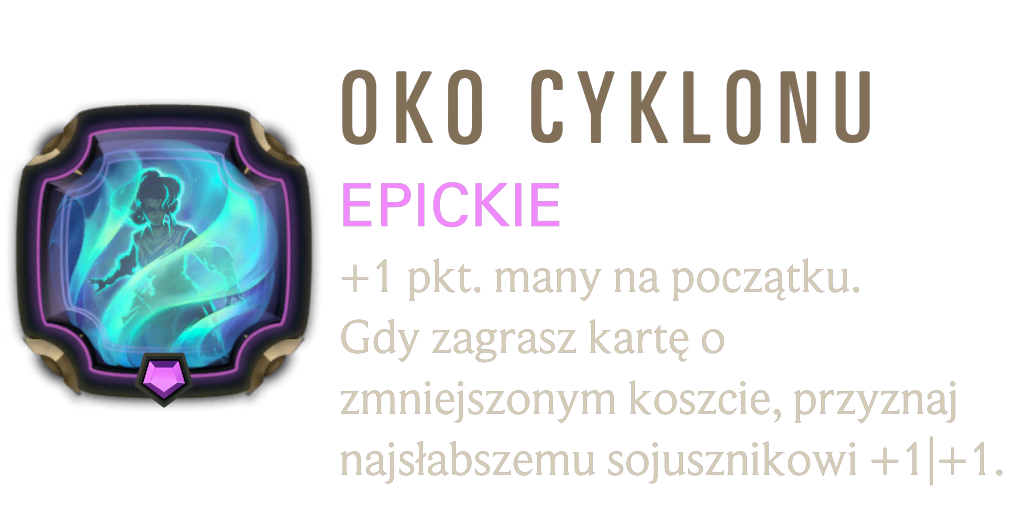 OKO CYKLONU
EPICKIE
+1 pkt. many na początku.
Gdy zagrasz kartę o
zmniejszonym koszcie, przyznaj
najsłabszemu sojusznikowi +1|+1.